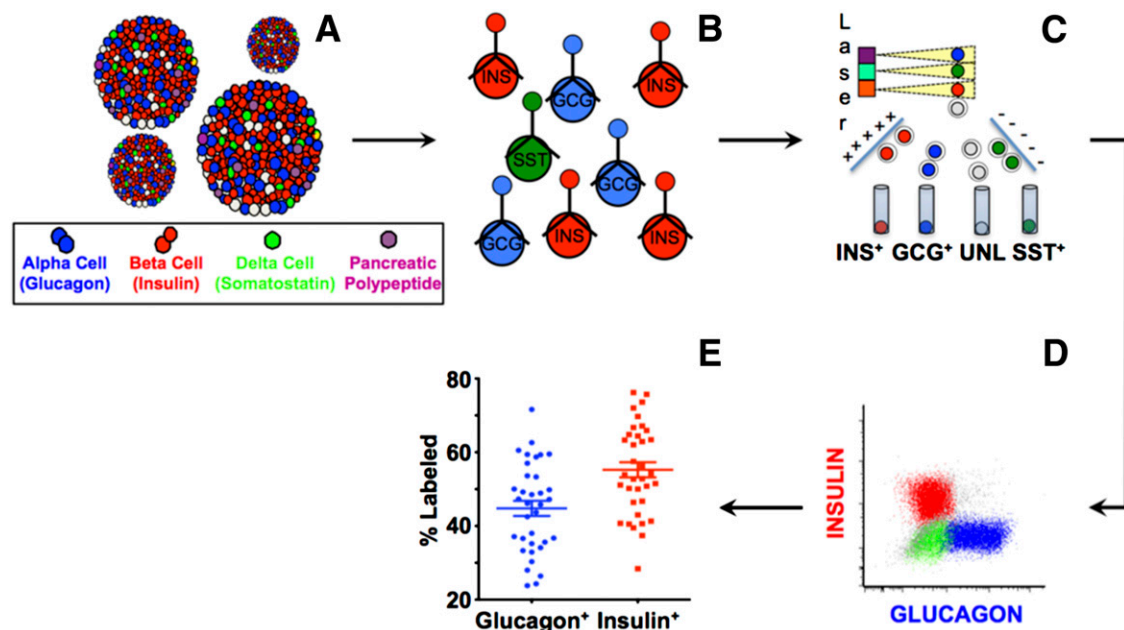 A
Alpha Cell
(Glucagon)
Beta Cell
(Insulin)
Delta Cell
(Somatostatin)
Pancreatic
Polypeptide
B
INS
GCG
INS
SST
GCG
GCG
INS
INS
C
Laser
+ + + + +
- - - - -
INS⁺ GCG⁺ UNL SST⁺
D
INSULIN
GLUCAGON
E
% Labeled
80
60
40
20
Glucagon⁺ Insulin⁺